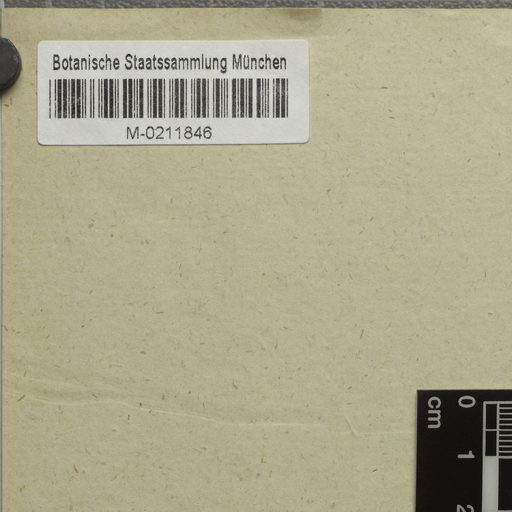 Botanische Staatssammlung München
M-0211846
cm
0
1
2